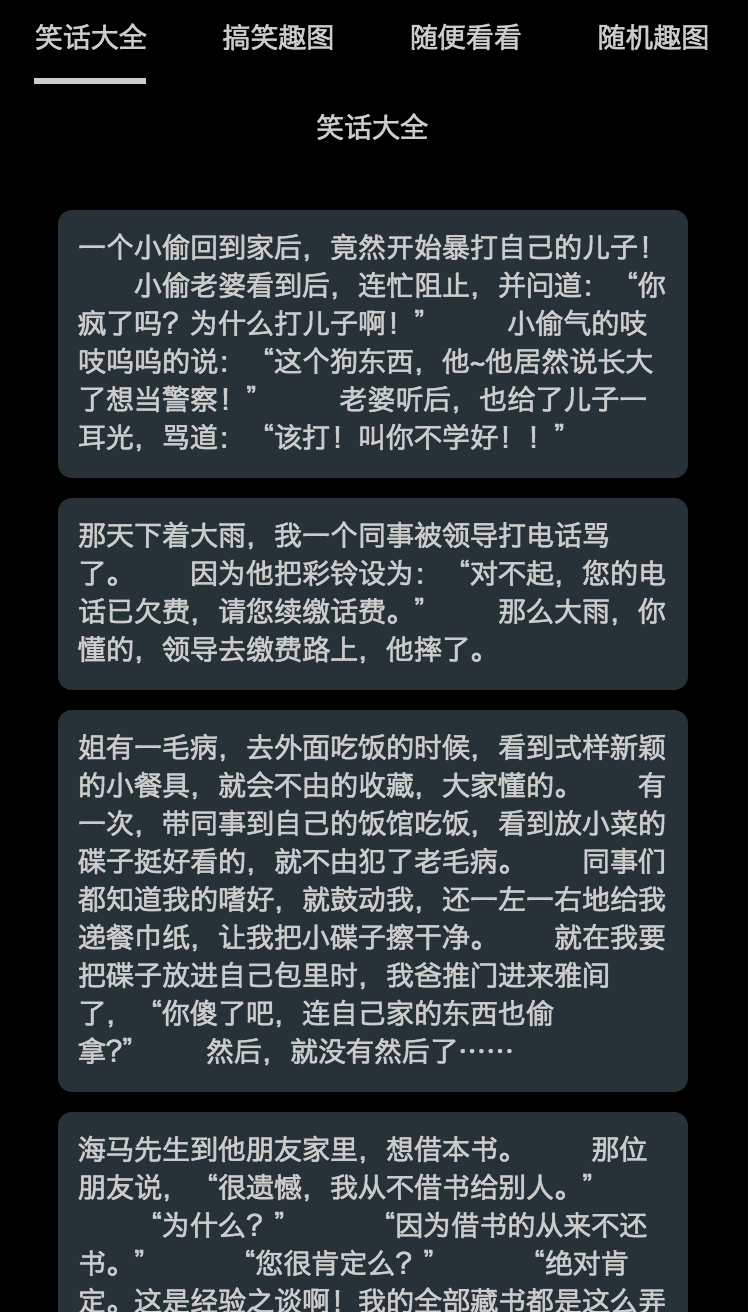 笑话大全 搞笑趣图 随便看看 随机趣图
笑话大全
一个小偷回到家后，竟然开始暴打自己的儿子！
小偷老婆看到后，连忙阻止，并问道：“你
疯了吗？为什么打儿子啊！” 小偷气的吱
吱呜呜的说：“这个狗东西，他~他居然说长大
了想当警察！” 老婆听后，也给了儿子一
耳光，骂道：“该打！叫你不学好！！”
那天下着大雨，我一个同事被领导打电话骂
了。 因为他把彩铃设为：“对不起，您的电
话已欠费，请您续缴话费。” 那么大雨，你
懂的，领导去缴费路上，他摔了。
姐有一毛病，去外面吃饭的时候，看到式样新颖
的小餐具，就会不由的收藏，大家懂的。 有
一次，带同事到自己的饭馆吃饭，看到放小菜的
碟子挺好看的，就不由犯了老毛病。 同事们
都知道我的嗜好，就鼓动我，还一左一右地给我
递餐巾纸，让我把小碟子擦干净。 就在我要
把碟子放进自己包里时，我爸推门进来雅间
了，“你傻了吧，连自己家的东西也偷
拿?” 然后，就没有然后了……
海马先生到他朋友家里，想借本书。 那位
朋友说，“很遗憾，我从不借书给别人。”
“为什么？” “因为借书的从来不还
书。” “您很肯定么？” “绝对肯
定。这是经验之谈啊！我的全部藏书都是这么弄